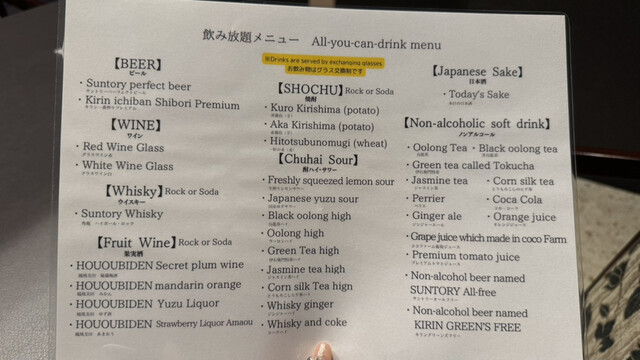 飲み放題メニュー All-you-can-drink menu
※Drinks are served by exchanging glasses
お飲み物はグラス交換制です
【BEER】
ビール
・Suntory perfect beer
・Kirin ichiban Shibori Premium
【WINE】
ワイン
・Red Wine Glass
・White Wine Glass
【Whisky】Rock or Soda
ウイスキー
・Suntory Whisky
【Fruit Wine】Rock or Soda
果実酒
・HOUOUBIDEN Secret plum wine
・HOUOUBIDEN mandarin orange
・HOUOUBIDEN Yuzu Liquor
・HOUOUBIDEN Strawberry Liquor Amaou
【SHOCHU】Rock or Soda
焼酎
・Kuro Kirishima (potato)
・Aka Kirishima (potato)
・Hitotsubunomugi (wheat)
【Chuhai Sour】
酎ハイ・サワー
・Freshly squeezed lemon sour
・Japanese yuzu sour
・Black oolong high
・Oolong high
・Green Tea high
・Jasmine tea high
・Corn silk Tea high
・Whisky ginger
・Whisky and coke
【Japanese Sake】
日本酒
・Today's Sake
本日の日本酒
【Non-alcoholic soft drink】
ノンアルコール
・Oolong Tea ・Black oolong tea
・Green tea called Tokucha
・Jasmine tea ・Corn silk tea
・Perrier ・Coca Cola
・Ginger ale ・Orange juice
・Grape juice which made in coco Farm
・Premium tomato juice
・Non-alcohol beer named
SUNTORY All-free
・Non-alcohol beer named
KIRIN GREEN'S FREE